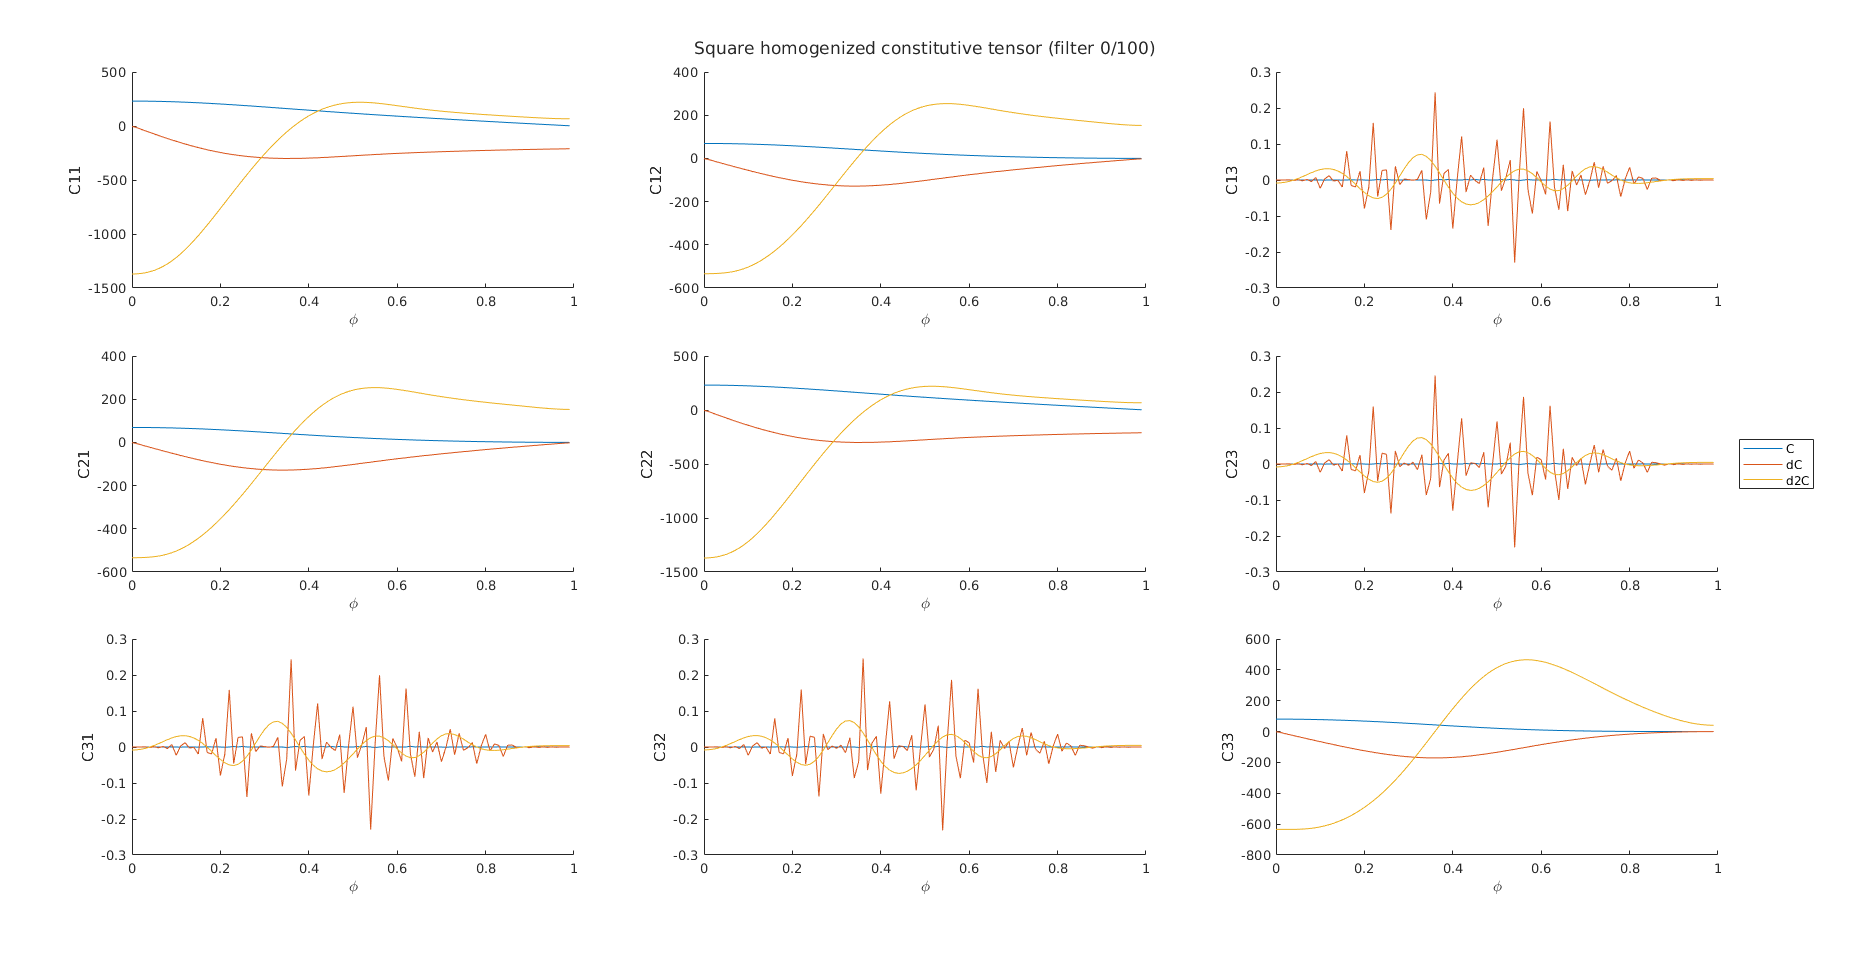 Square homogenized constitutive tensor (filter 0/100)
500
0
-500
-1000
-1500
C11
0 0.2 0.4 0.6 0.8 1
ϕ
400
200
0
-200
-400
-600
C12
0 0.2 0.4 0.6 0.8 1
ϕ
0.3
0.2
0.1
0
-0.1
-0.2
-0.3
C13
0 0.2 0.4 0.6 0.8 1
ϕ
400
200
0
-200
-400
-600
C21
0 0.2 0.4 0.6 0.8 1
ϕ
500
0
-500
-1000
-1500
C22
0 0.2 0.4 0.6 0.8 1
ϕ
0.3
0.2
0.1
0
-0.1
-0.2
-0.3
C23
0 0.2 0.4 0.6 0.8 1
ϕ
C
dC
d2C
0.3
0.2
0.1
0
-0.1
-0.2
-0.3
C31
0 0.2 0.4 0.6 0.8 1
ϕ
0.3
0.2
0.1
0
-0.1
-0.2
-0.3
C32
0 0.2 0.4 0.6 0.8 1
ϕ
600
400
200
0
-200
-400
-600
-800
C33
0 0.2 0.4 0.6 0.8 1
ϕ